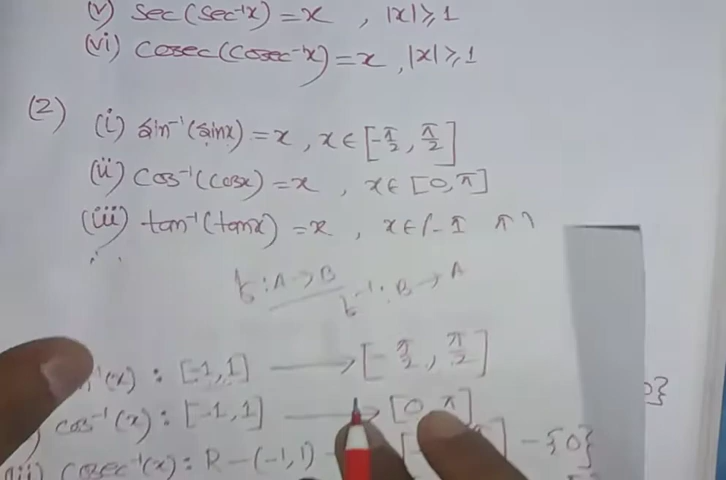 (v) sec(sec⁻¹x) = x , |x| ⩾ 1
(vi) cosec(cosec⁻¹x) = x , |x| ⩾ 1
(2)
(i) sin⁻¹(sinx) = x , x ∈ [-π/2, π/2]
(ii) cos⁻¹(cosx) = x , x ∈ [0, π]
(iii) tan⁻¹(tanx) = x , x ∈ (-
f : A → B
f⁻¹ : B → A
⁻¹(x) : [-1, 1] ⟶ [-π/2, π/2]
cos⁻¹(x) : [-1, 1] ⟶ [0, π]
cosec⁻¹(x) : R - (-1, 1) - {0}